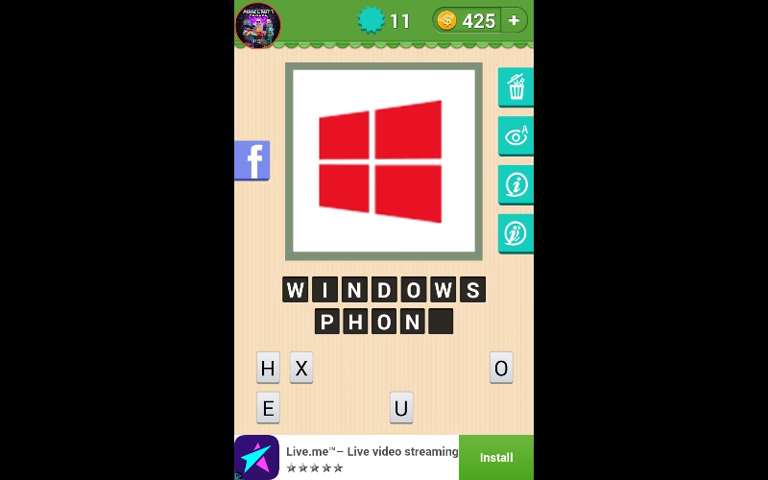 11
425 +
f
A
WINDOWS
PHON
H X O
E U
Live.me™– Live video streaming
Install